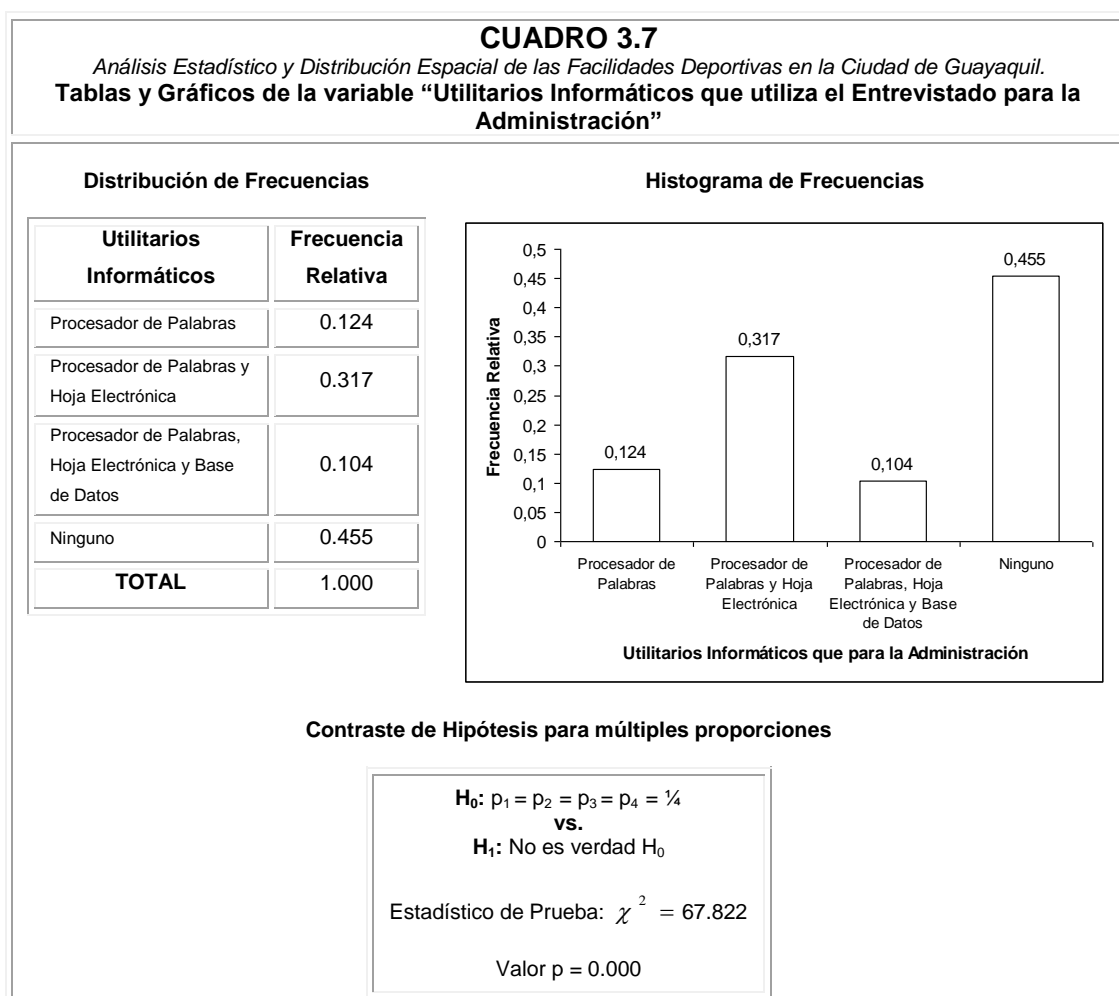 CUADRO 3.7
Análisis Estadístico y Distribución Espacial de las Facilidades Deportivas en la Ciudad de Guayaquil.
Tablas y Gráficos de la variable “Utilitarios Informáticos que utiliza el Entrevistado para la
Administración”
Distribución de Frecuencias
Utilitarios
Informáticos
Frecuencia
Relativa
Procesador de Palabras
0.124
Procesador de Palabras y
Hoja Electrónica
0.317
Procesador de Palabras,
Hoja Electrónica y Base
de Datos
0.104
Ninguno
0.455
TOTAL
1.000
Histograma de Frecuencias
Frecuencia Relativa
0,5
0,45
0,4
0,35
0,3
0,25
0,2
0,15
0,1
0,05
0
0,124
0,317
0,104
0,455
Procesador de
Palabras
Procesador de
Palabras y Hoja
Electrónica
Procesador de
Palabras, Hoja
Electrónica y Base
de Datos
Ninguno
Utilitarios Informáticos que para la Administración
Contraste de Hipótesis para múltiples proporciones
H₀: p₁ = p₂ = p₃ = p₄ = ¼
vs.
H₁: No es verdad H₀
Estadístico de Prueba: χ² = 67.822
Valor p = 0.000